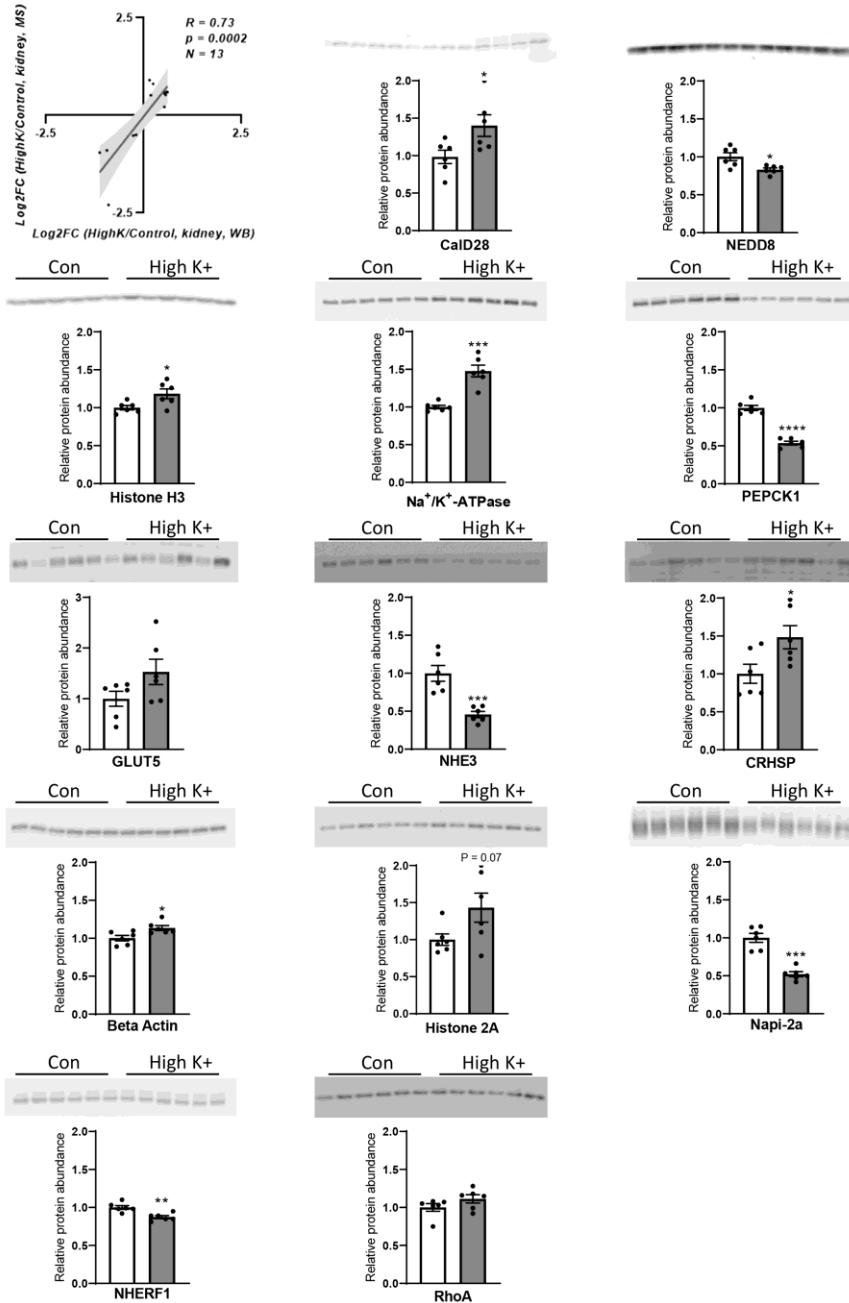 2.5
R = 0.73
p = 0.0002
N = 13
-2.5
2.5
-2.5
Log2FC (HighK/Control, kidney, MS)
Log2FC (HighK/Control, kidney, WB)
Relative protein abundance
2.0
1.5
1.0
0.5
0.0
*
CalD28
Relative protein abundance
2.0
1.5
1.0
0.5
0.0
*
NEDD8
Con High K+
Relative protein abundance
2.0
1.5
1.0
0.5
0.0
*
Histone H3
Con High K+
Relative protein abundance
2.0
1.5
1.0
0.5
0.0
***
Na⁺/K⁺-ATPase
Con High K+
Relative protein abundance
2.0
1.5
1.0
0.5
0.0
****
PEPCK1
Con High K+
Relative protein abundance
3
2
1
0
GLUT5
Con High K+
Relative protein abundance
2.0
1.5
1.0
0.5
0.0
***
NHE3
Con High K+
Relative protein abundance
2.0
1.5
1.0
0.5
0.0
*
CRHSP
Con High K+
Relative protein abundance
2.0
1.5
1.0
0.5
0.0
*
Beta Actin
Con High K+
Relative protein abundance
2.0
1.5
1.0
0.5
0.0
P = 0.07
Histone 2A
Con High K+
Relative protein abundance
2.0
1.5
1.0
0.5
0.0
***
Napi-2a
Con High K+
Relative protein abundance
2.0
1.5
1.0
0.5
0.0
**
NHERF1
Con High K+
Relative protein abundance
2.0
1.5
1.0
0.5
0.0
RhoA